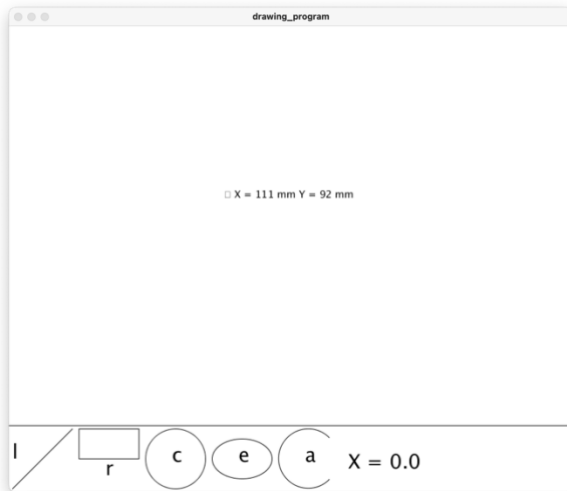 drawing_program
X = 111 mm Y = 92 mm
l
r
c
e
a
X = 0.0